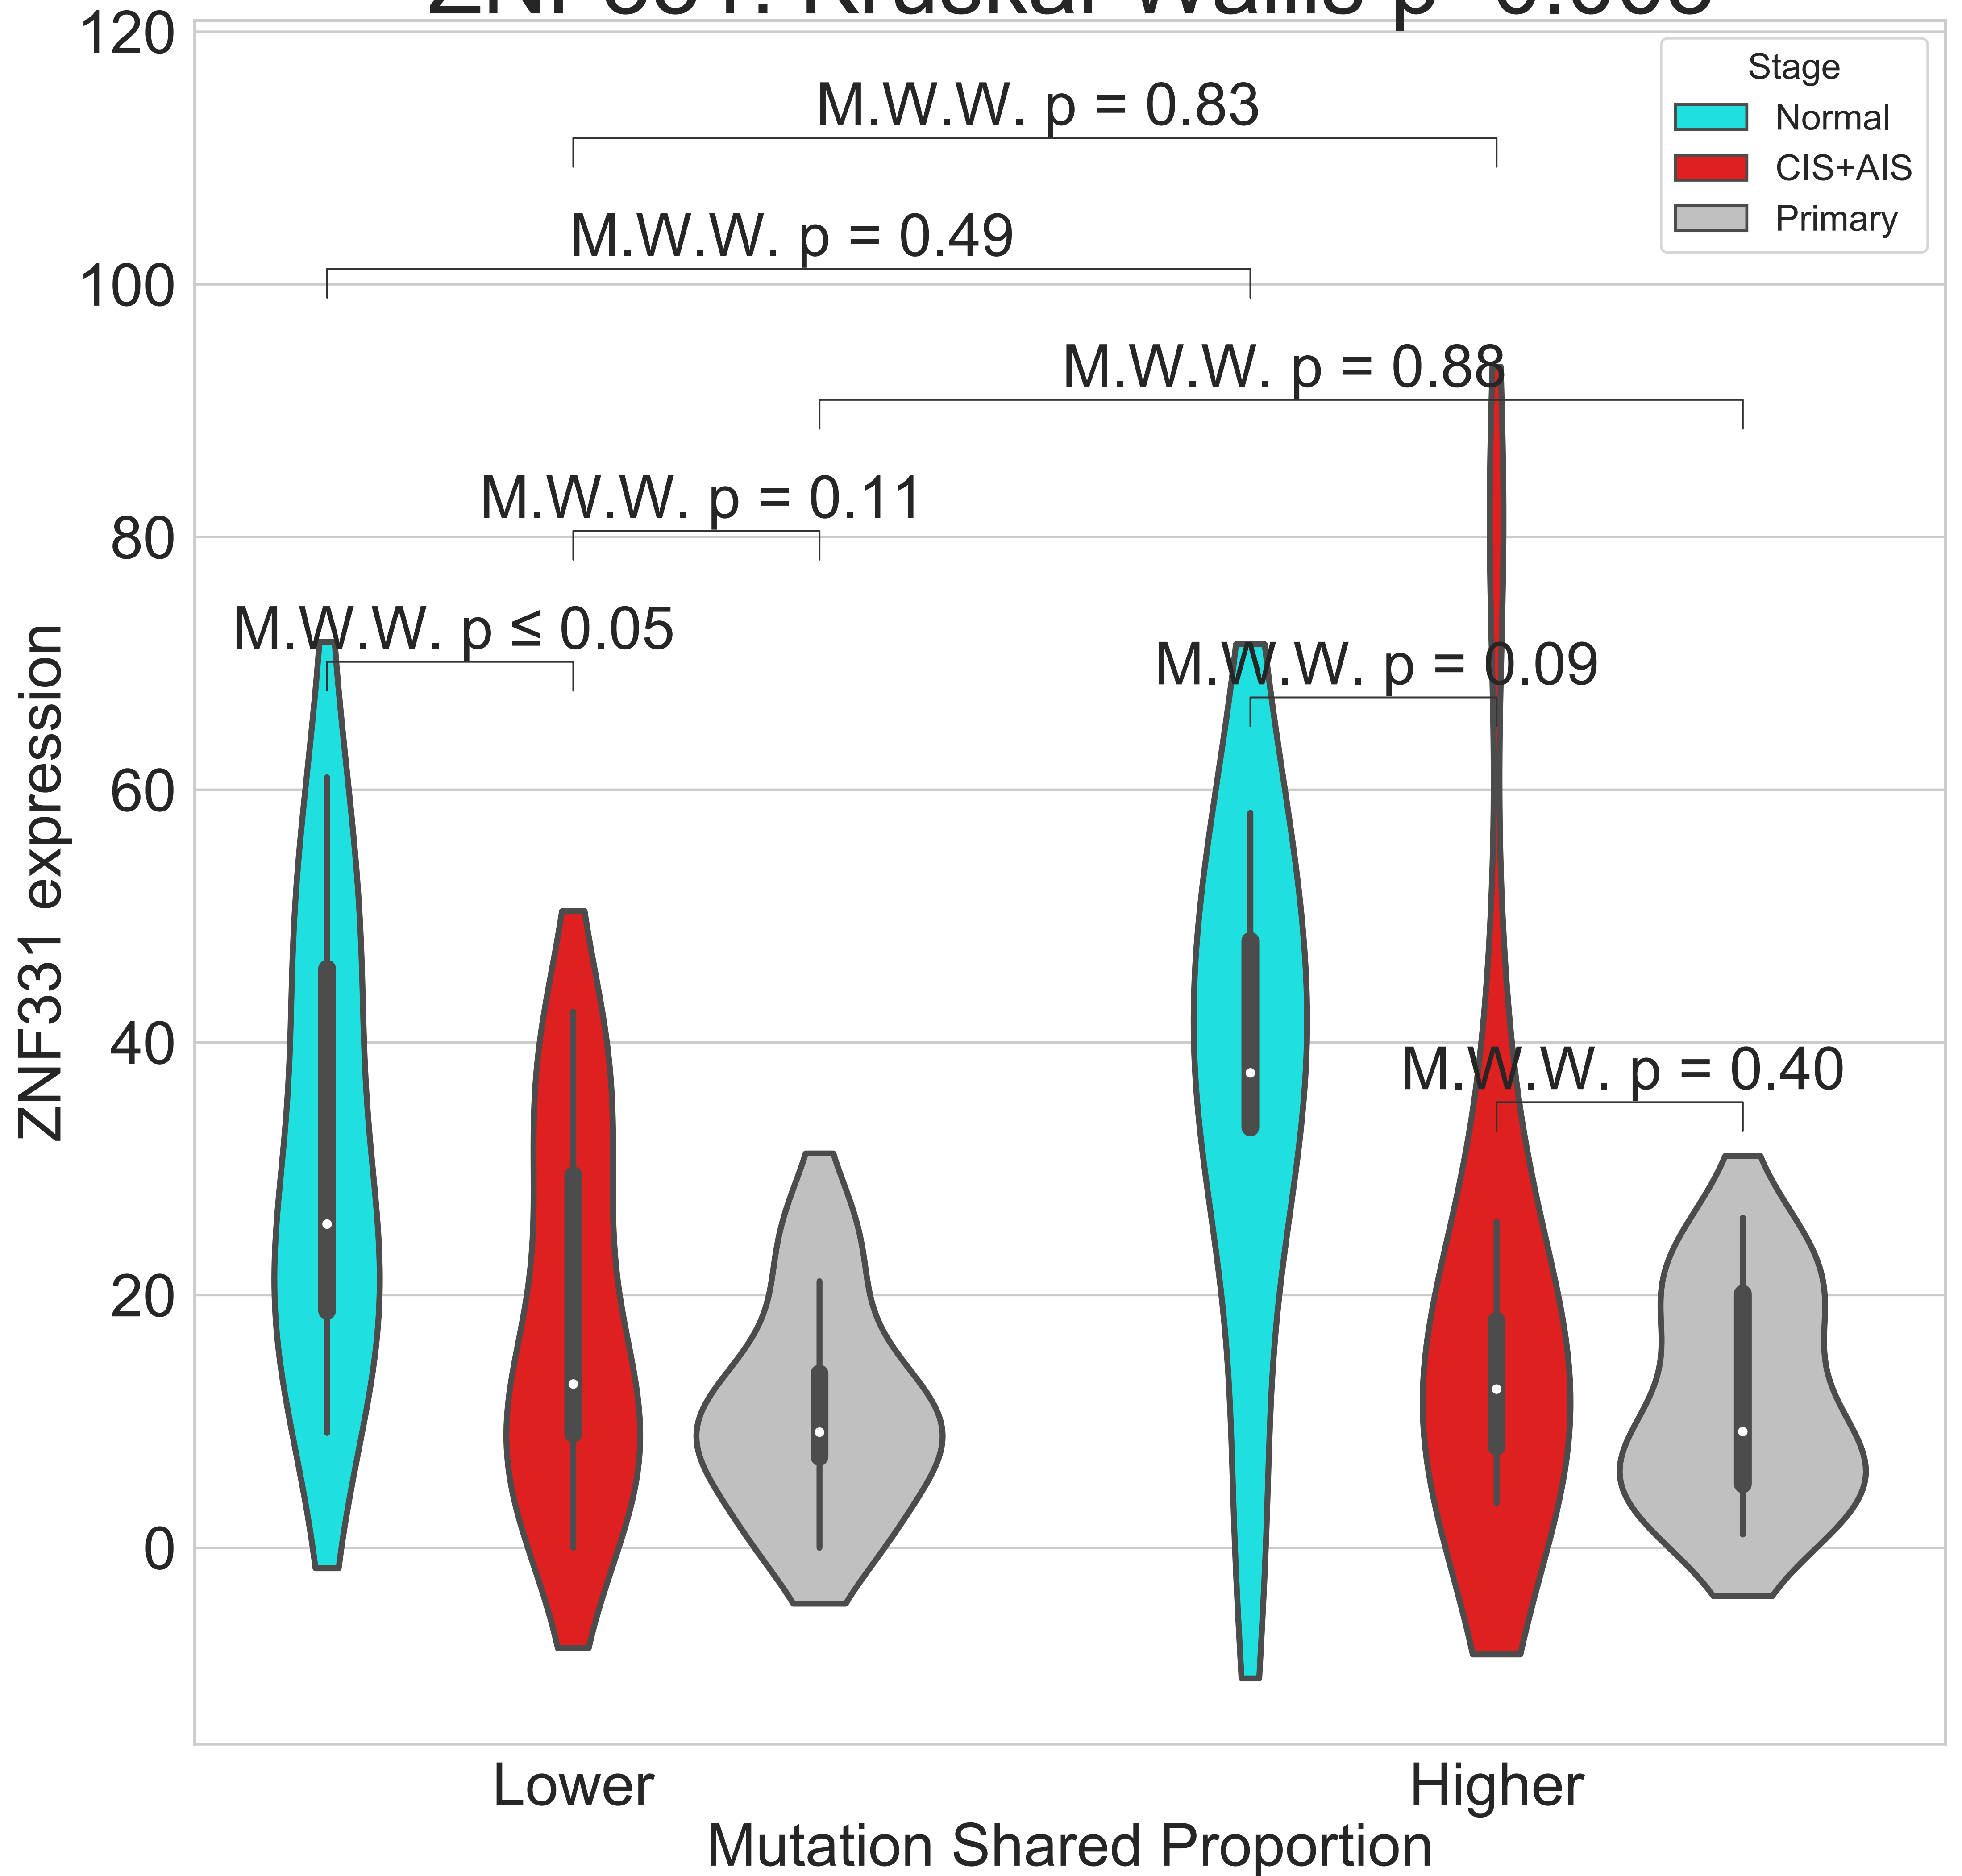 120
Stage
Normal
CIS+AIS
Primary
M.W.W. p = 0.83
M.W.W. p = 0.49
100
M.W.W. p = 0.88
M.W.W. p = 0.11
80
M.W.W. p ≤ 0.05
M.W.W. p = 0.09
60
40
M.W.W. p = 0.40
20
0
ZNF331 expression
Lower
Higher
Mutation Shared Proportion